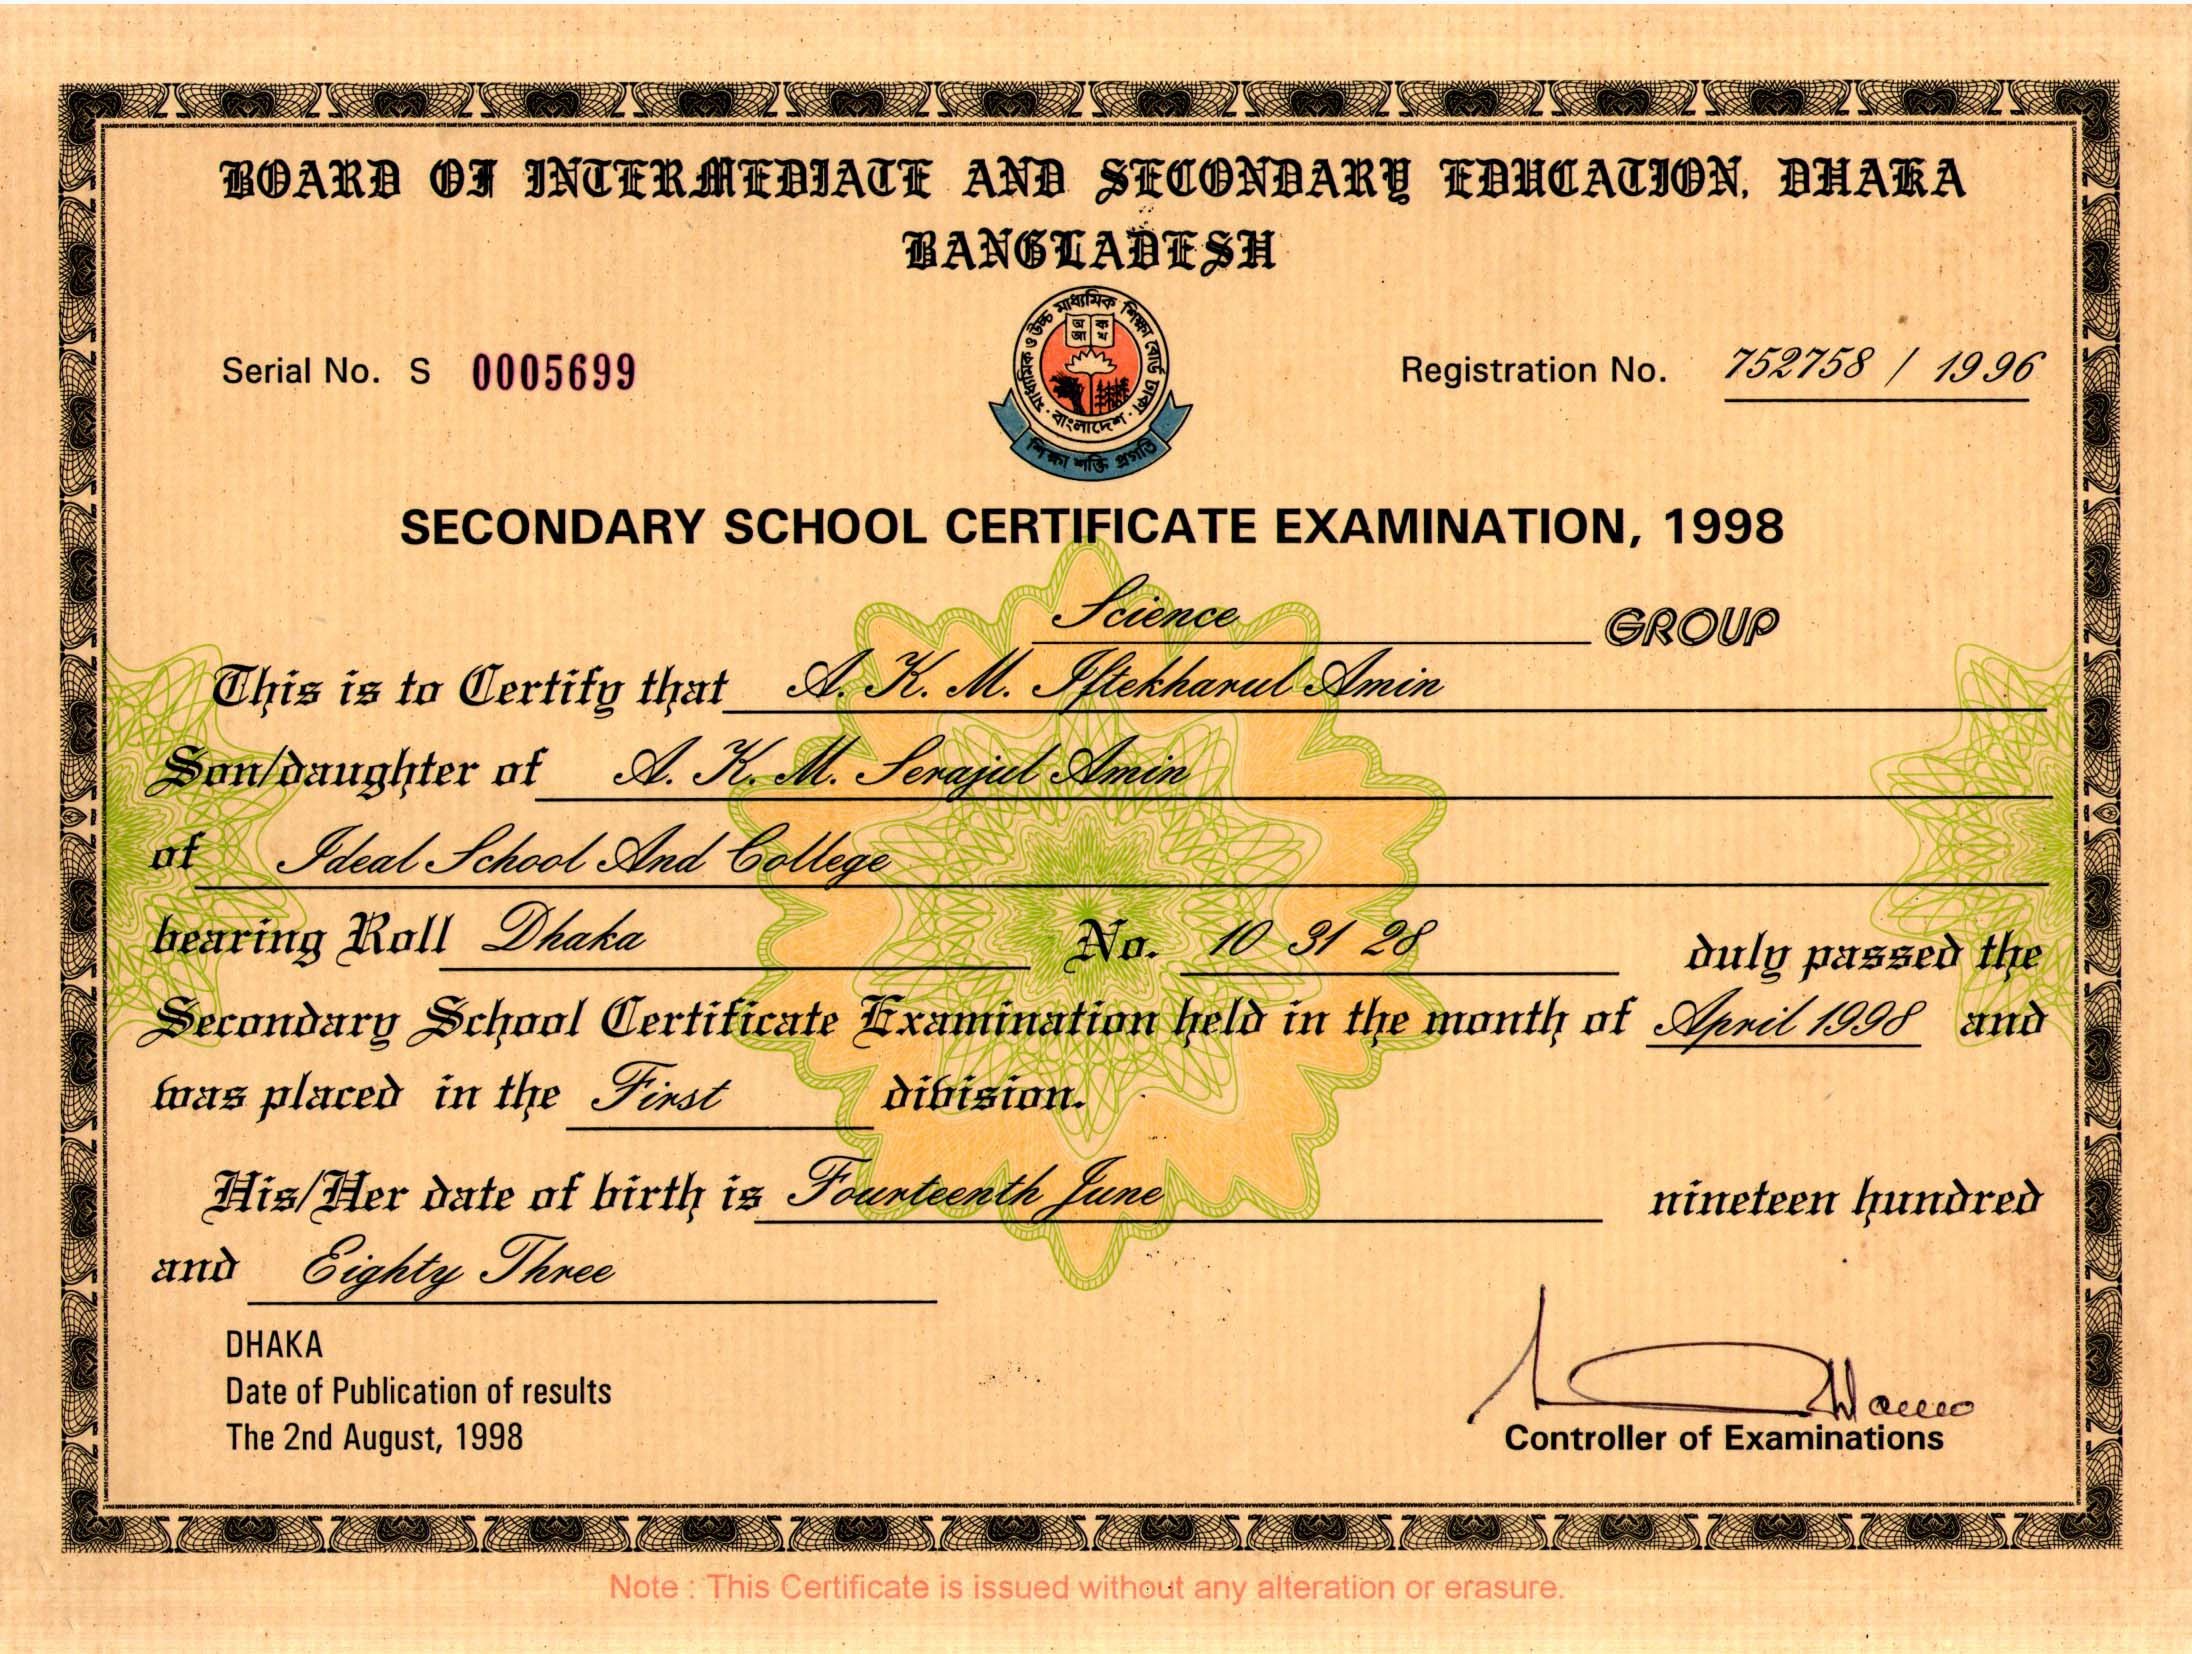 BOARD OF INTERMEDIATE AND SECONDARY EDUCATION, DHAKA
BANGLADESH
মাধ্যমিক ও উচ্চ মাধ্যমিক শিক্ষা বোর্ড ঢাকা
অ ক
আ খ
· বাংলাদেশ ·
শিক্ষা শক্তি প্রগতি
Serial No. S 0005699
Registration No. 752758 / 1996
SECONDARY SCHOOL CERTIFICATE EXAMINATION, 1998
Science GROUP
This is to Certify that A. K. M. Iftekharul Amin
Son/daughter of A. K. M. Serajul Amin
of Ideal School And College
bearing Roll Dhaka No. 10 31 28 duly passed the
Secondary School Certificate Examination held in the month of April 1998 and
was placed in the First division.
His/Her date of birth is Fourteenth June nineteen hundred
and Eighty Three
DHAKA
Date of Publication of results
The 2nd August, 1998
Controller of Examinations
Note : This Certificate is issued without any alteration or erasure.